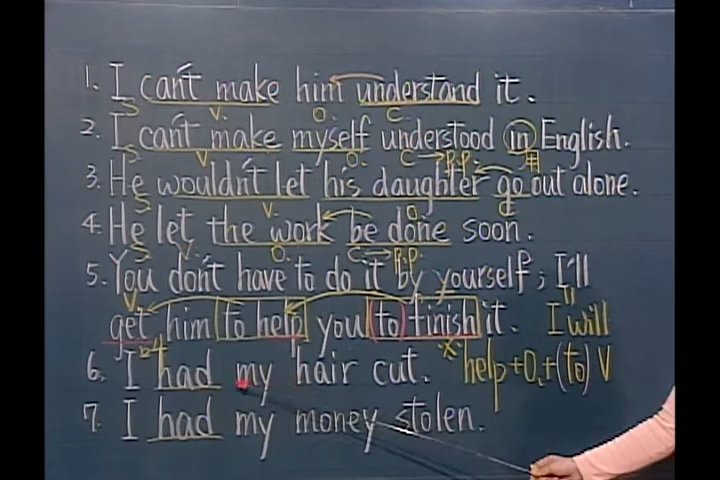 1. I can't make him understand it.
S V. O. C
2. I can't make myself understood in English.
S V O. C → p.p. 用
3. He wouldn't let his daughter go out alone.
S V. O. C
4. He let the work be done soon.
S V. O. C → p.p.
5. You don't have to do it by yourself; I'll
V
get him to help you (to) finish it. I will
6. I had my hair cut. help + O. + (to) V
7. I had my money stolen.